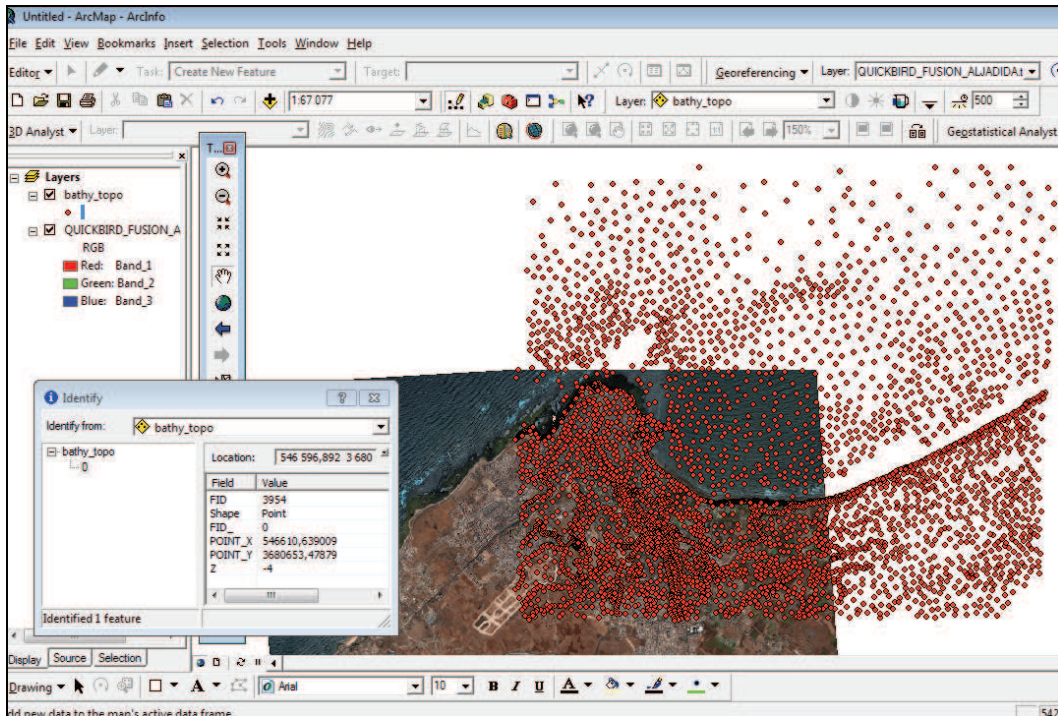 Untitled - ArcMap - ArcInfo
File Edit View Bookmarks Insert Selection Tools Window Help
Editor Task: Create New Feature Target: Georeferencing Layer: QUICKBIRD_FUSION_ALJADIDA.t
1:67 077 Layer: bathy_topo 500
3D Analyst Layer: 150% Geostatistical Analyst
T...
Layers
bathy_topo
QUICKBIRD_FUSION_A
RGB
Red: Band_1
Green: Band_2
Blue: Band_3
Identify
Identify from: bathy_topo
bathy_topo
0
Location: 546 596,892 3 680
Field Value
FID 3954
Shape Point
FID_ 0
POINT_X 546610,639009
POINT_Y 3680653,47879
Z -4
Identified 1 feature
Display Source Selection
Drawing A Arial 10 B I U A
dd new data to the map's active data frame
542